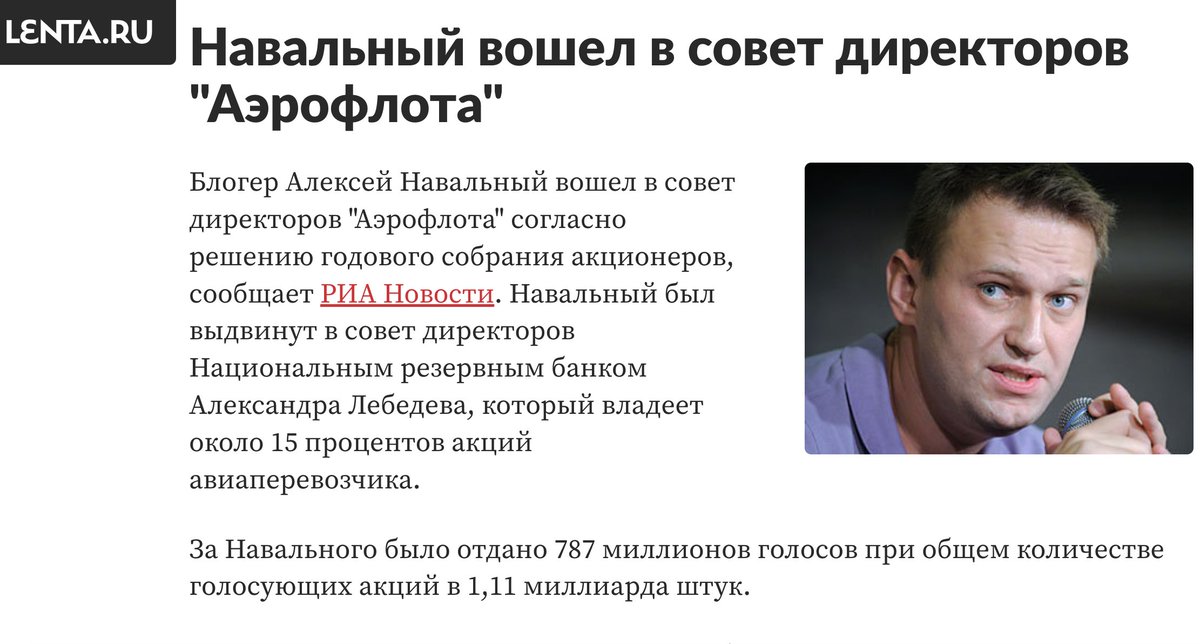 LENTA.RU
Навальный вошел в совет директоров
"Аэрофлота"
Блогер Алексей Навальный вошел в совет
директоров "Аэрофлота" согласно
решению годового собрания акционеров,
сообщает РИА Новости. Навальный был
выдвинут в совет директоров
Национальным резервным банком
Александра Лебедева, который владеет
около 15 процентов акций
авиаперевозчика.
За Навального было отдано 787 миллионов голосов при общем количестве
голосующих акций в 1,11 миллиарда штук.